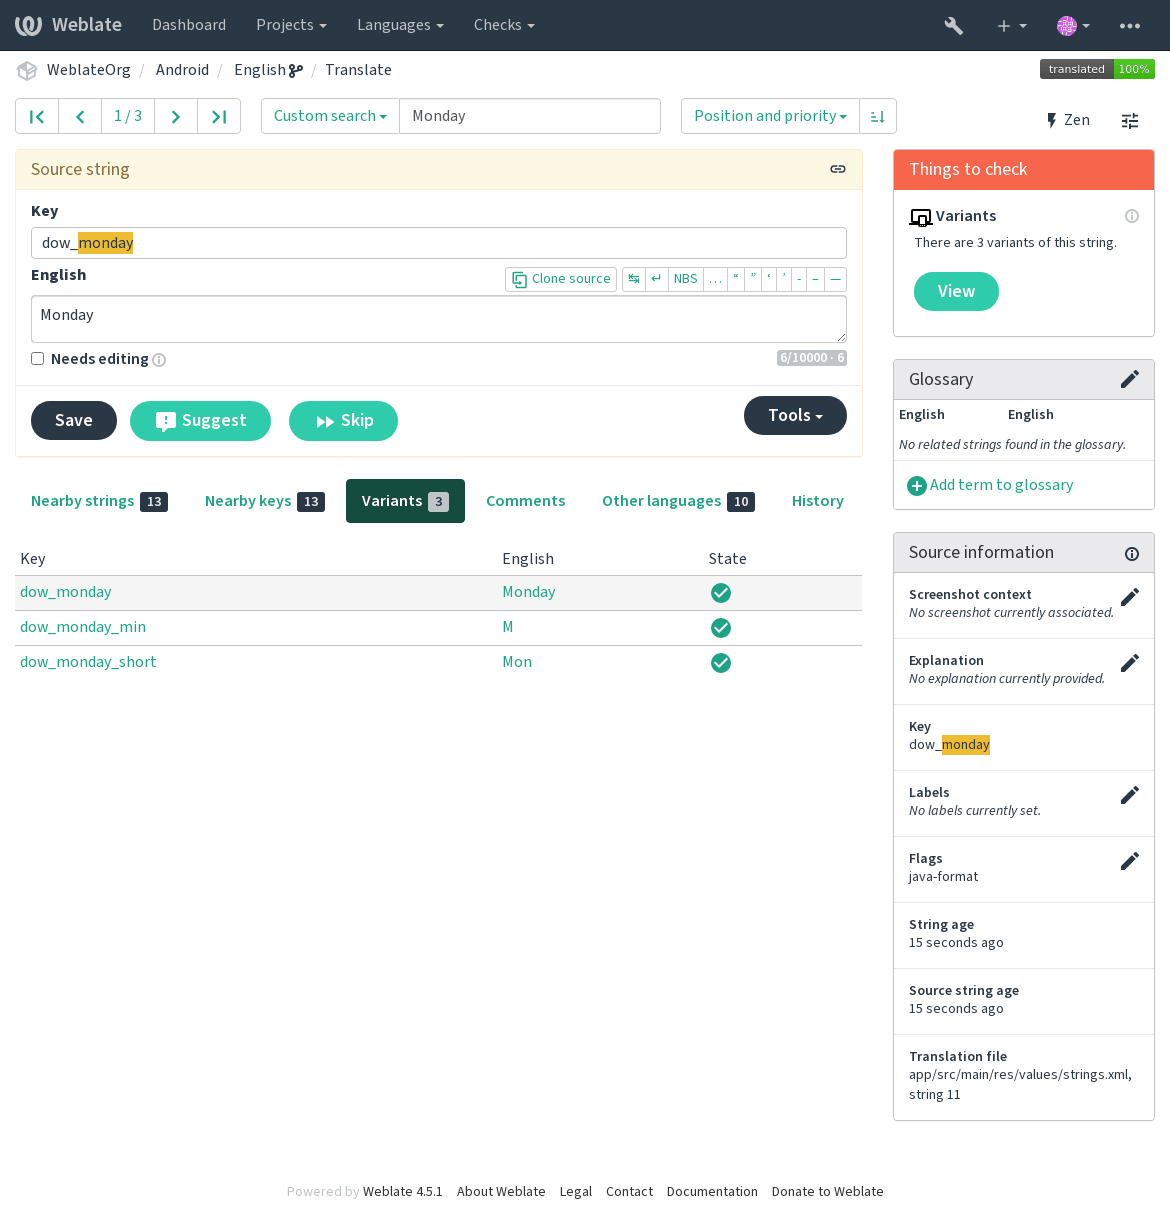 Weblate Dashboard Projects Languages Checks
WeblateOrg / Android / English / Translate translated 100%
1 / 3 Custom search Monday Position and priority Zen
Source string
Key
dow_monday
English Clone source ↹ ↵ NBS … “ ” ‘ ’ - – —
Monday
Needs editing 6/10000 · 6
Save Suggest Skip Tools
Nearby strings 13 Nearby keys 13 Variants 3 Comments Other languages 10 History
Key English State
dow_monday Monday
dow_monday_min M
dow_monday_short Mon
Things to check
Variants
There are 3 variants of this string.
View
Glossary
English English
No related strings found in the glossary.
Add term to glossary
Source information
Screenshot context
No screenshot currently associated.
Explanation
No explanation currently provided.
Key
dow_monday
Labels
No labels currently set.
Flags
java-format
String age
15 seconds ago
Source string age
15 seconds ago
Translation file
app/src/main/res/values/strings.xml,
string 11
Powered by Weblate 4.5.1 About Weblate Legal Contact Documentation Donate to Weblate